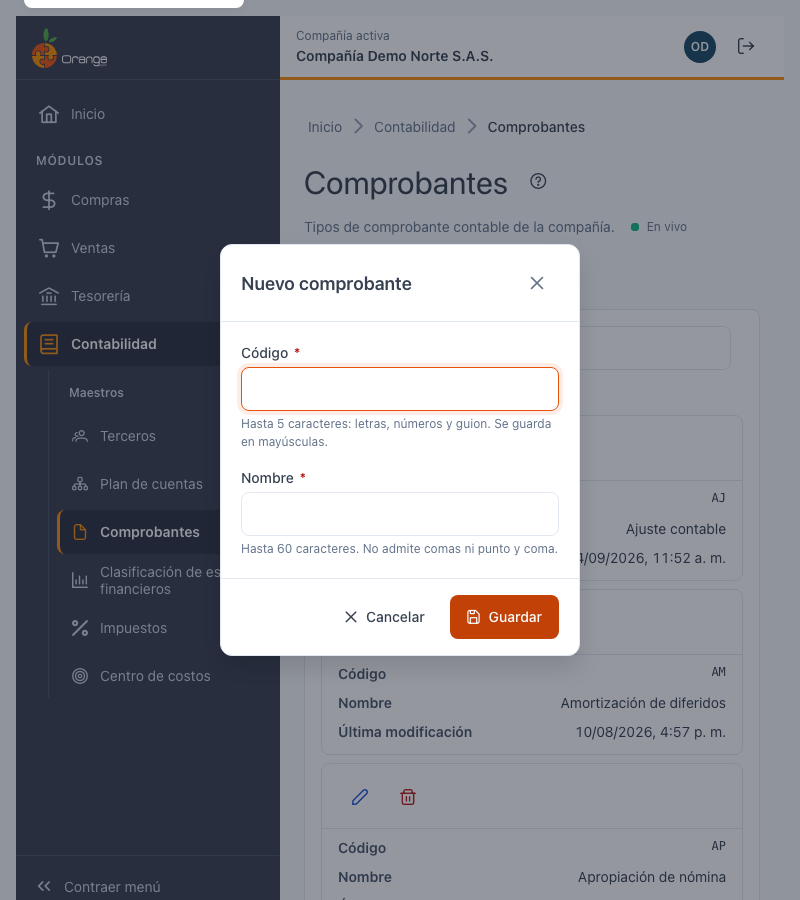 Orange
Inicio
MÓDULOS
Compras
Ventas
Tesorería
Contabilidad
Maestros
Terceros
Plan de cuentas
Comprobantes
Clasificación de es
financieros
Impuestos
Centro de costos
Contraer menú
Compañía activa
Compañía Demo Norte S.A.S.
OD
Inicio
Contabilidad
Comprobantes
Comprobantes
Tipos de comprobante contable de la compañía.
En vivo
Nuevo comprobante
Código *
Hasta 5 caracteres: letras, números y guion. Se guarda
en mayúsculas.
Nombre *
Hasta 60 caracteres. No admite comas ni punto y coma.
Cancelar
Guardar
AJ
Ajuste contable
4/09/2026, 11:52 a. m.
Código AM
Nombre Amortización de diferidos
Última modificación 10/08/2026, 4:57 p. m.
Código AP
Nombre Apropiación de nómina